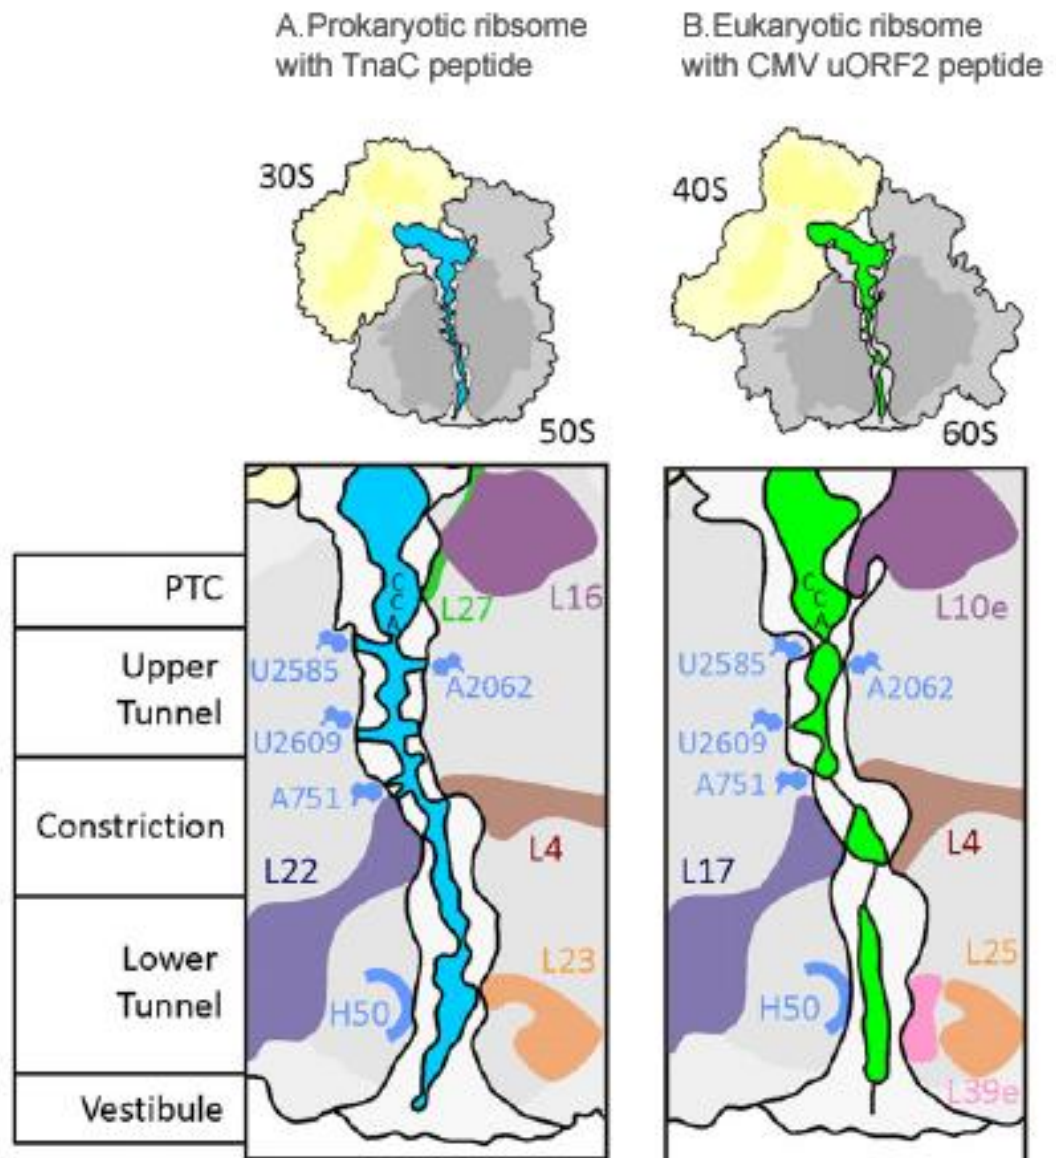 A.Prokaryotic ribsome
with TnaC peptide
B.Eukaryotic ribsome
with CMV uORF2 peptide
30S
50S
40S
60S
PTC
Upper
Tunnel
Constriction
Lower
Tunnel
Vestibule
C
C
A
L27
L16
U2585
A2062
U2609
A751
L4
L22
L23
H50
C
C
A
L10e
U2585
A2062
U2609
A751
L4
L17
L25
H50
L39e